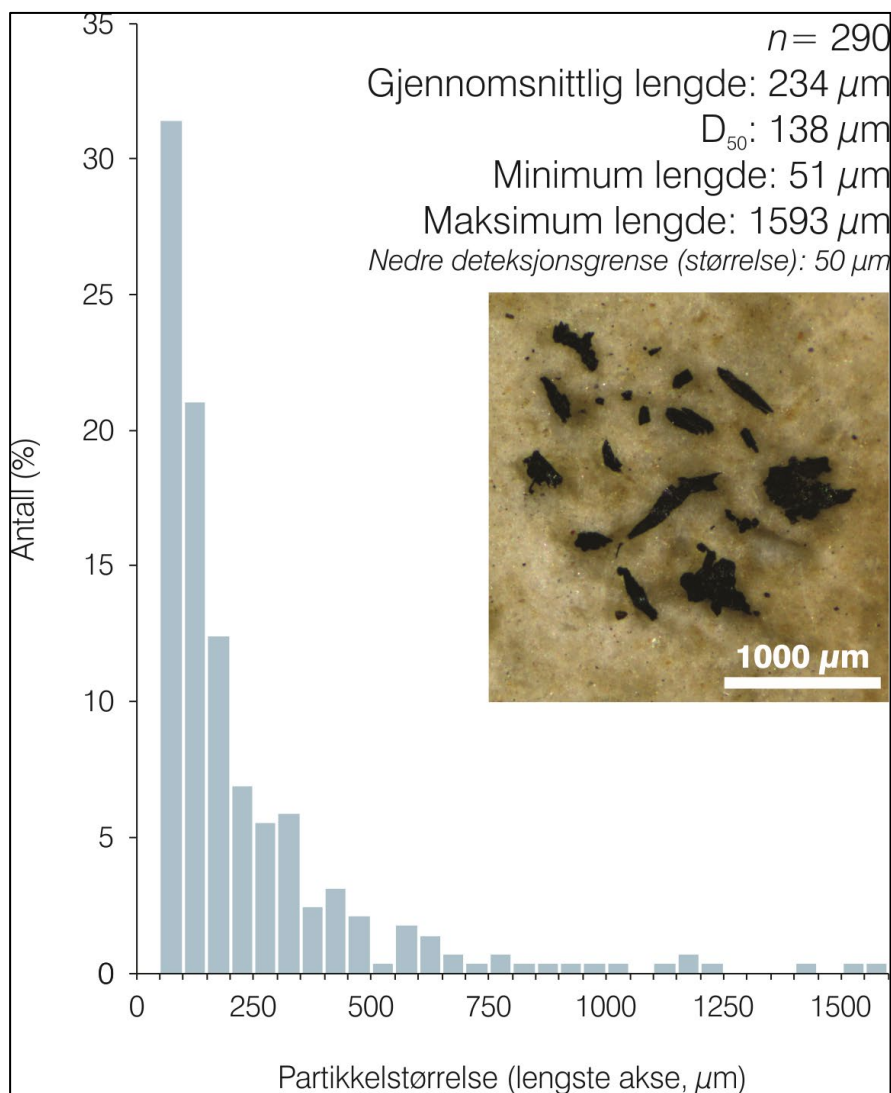 n= 290
Gjennomsnittlig lengde: 234 µm
D50: 138 µm
Minimum lengde: 51 µm
Maksimum lengde: 1593 µm
Nedre deteksjonsgrense (størrelse): 50 µm
35
30
25
20
15
10
5
0
Antall (%)
1000 µm
0 250 500 750 1000 1250 1500
Partikkelstørrelse (lengste akse, µm)